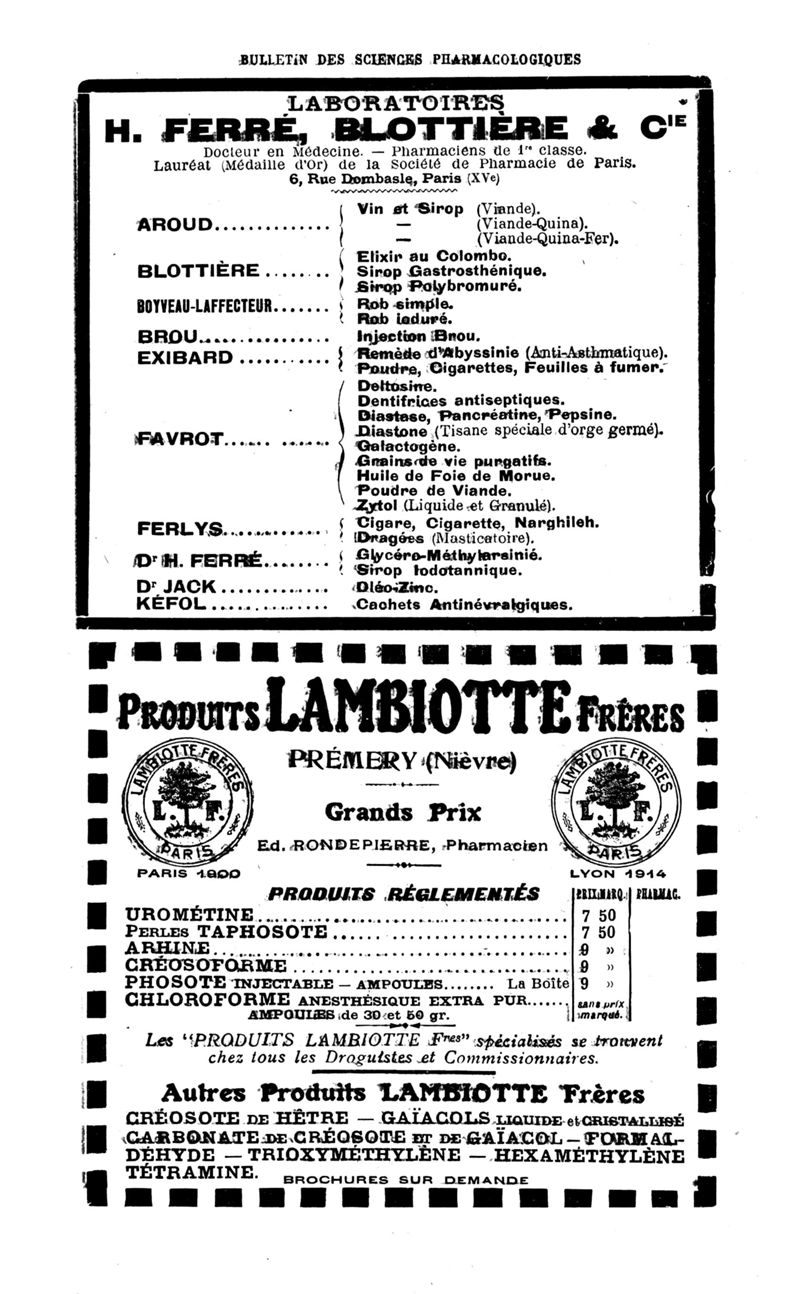 BULLETIN DES SCIENCES PHARMACOLOGIQUES
LABORATOIRES
H. FERRÉ, BLOTTIÈRE & CIE
Docteur en Médecine. — Pharmaciens de 1re classe.
Lauréat (Médaille d'Or) de la Société de Pharmacie de Paris.
6, Rue Dombasle, Paris (XVe)
AROUD.............. Vin et Sirop (Viande).
— (Viande-Quina).
— (Viande-Quina-Fer).
BLOTTIÈRE ........ Elixir au Colombo.
Sirop Gastrosthénique.
Sirop Polybromuré.
BOYVEAU-LAFFECTEUR....... Rob simple.
Rob ioduré.
BROU................. Injection Brou.
EXIBARD ........... Remède d'Abyssinie (Anti-Asthmatique).
Poudre, Cigarettes, Feuilles à fumer.
FAVROT...... ....... Deltosine.
Dentifrices antiseptiques.
Diastase, Pancréatine, Pepsine.
Diastone (Tisane spéciale d'orge germé).
Galactogène.
Grains de vie purgatifs.
Huile de Foie de Morue.
Poudre de Viande.
Zytol (Liquide et Granulé).
FERLYS.............. Cigare, Cigarette, Narghileh.
Dragées (Masticatoire).
Dr H. FERRÉ........ Glycéro-Méthylarsinié.
Sirop Iodotannique.
Dr JACK ............. Oléo-Zinc.
KÉFOL............... Cachets Antinévralgiques.
PRODUITS LAMBIOTTE FRÈRES
PRÉMERY (Nièvre)
Grands Prix
Ed. RONDEPIERRE, Pharmacien
LAMBIOTTE FRÈRES
L. F.
PARIS
PARIS 1900
LAMBIOTTE FRÈRES
L. F.
PARIS
LYON 1914
PRODUITS RÉGLEMENTÉS PRIX MARQ. PHARMAC.
UROMÉTINE............................................. 7 50
PERLES TAPHOSOTE ................................. 7 50
ARHINE................................................. 9 »
CRÉOSOFORME ....................................... 9 »
PHOSOTE INJECTABLE — AMPOULES........ La Boîte 9 »
CHLOROFORME ANESTHÉSIQUE EXTRA PUR...... sans prix
AMPOULES de 30 et 50 gr. marqué.
Les "PRODUITS LAMBIOTTE Fres" spécialisés se trouvent
chez tous les Droguistes et Commissionnaires.
Autres Produits LAMBIOTTE Frères
CRÉOSOTE DE HÊTRE — GAÏACOLS LIQUIDE et CRISTALLISÉ
CARBONATE DE CRÉOSOTE ET DE GAÏACOL — FORMAL-
DÉHYDE — TRIOXYMÉTHYLÈNE — HEXAMÉTHYLÈNE
TÉTRAMINE.
BROCHURES SUR DEMANDE